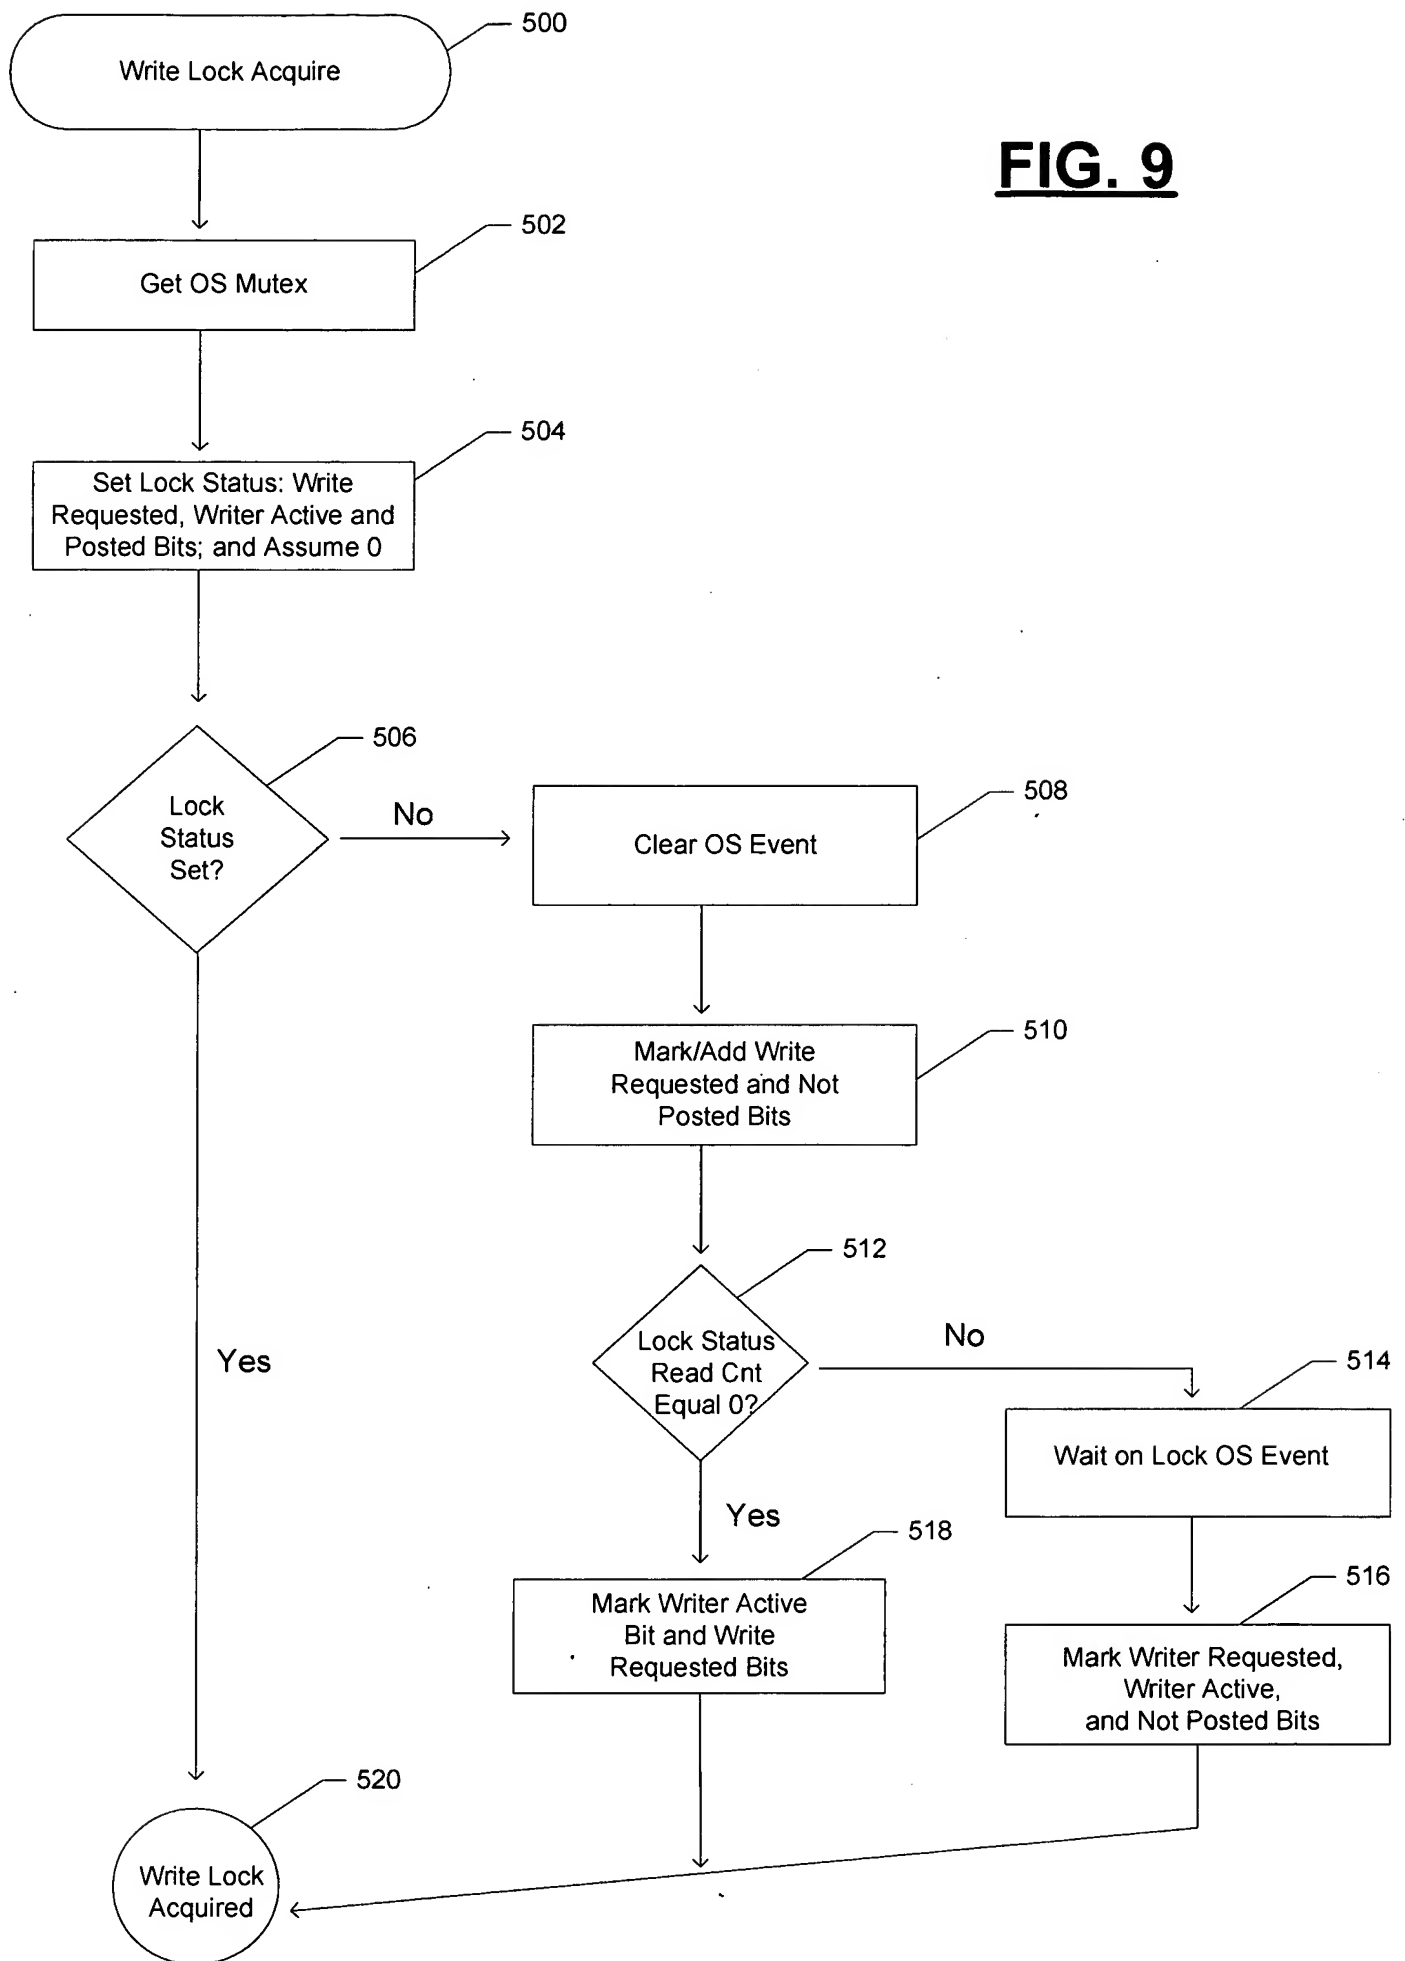 500
Write Lock Acquire
FIG. 9
502
Get OS Mutex
504
Set Lock Status: Write
Requested, Writer Active and
Posted Bits; and Assume 0
506
Lock
Status
Set?
No
508
Clear OS Event
510
Mark/Add Write
Requested and Not
Posted Bits
512
Lock Status
Read Cnt
Equal 0?
No
514
Wait on Lock OS Event
Yes
Yes
518
Mark Writer Active
Bit and Write
Requested Bits
516
Mark Writer Requested,
Writer Active,
and Not Posted Bits
520
Write Lock
Acquired